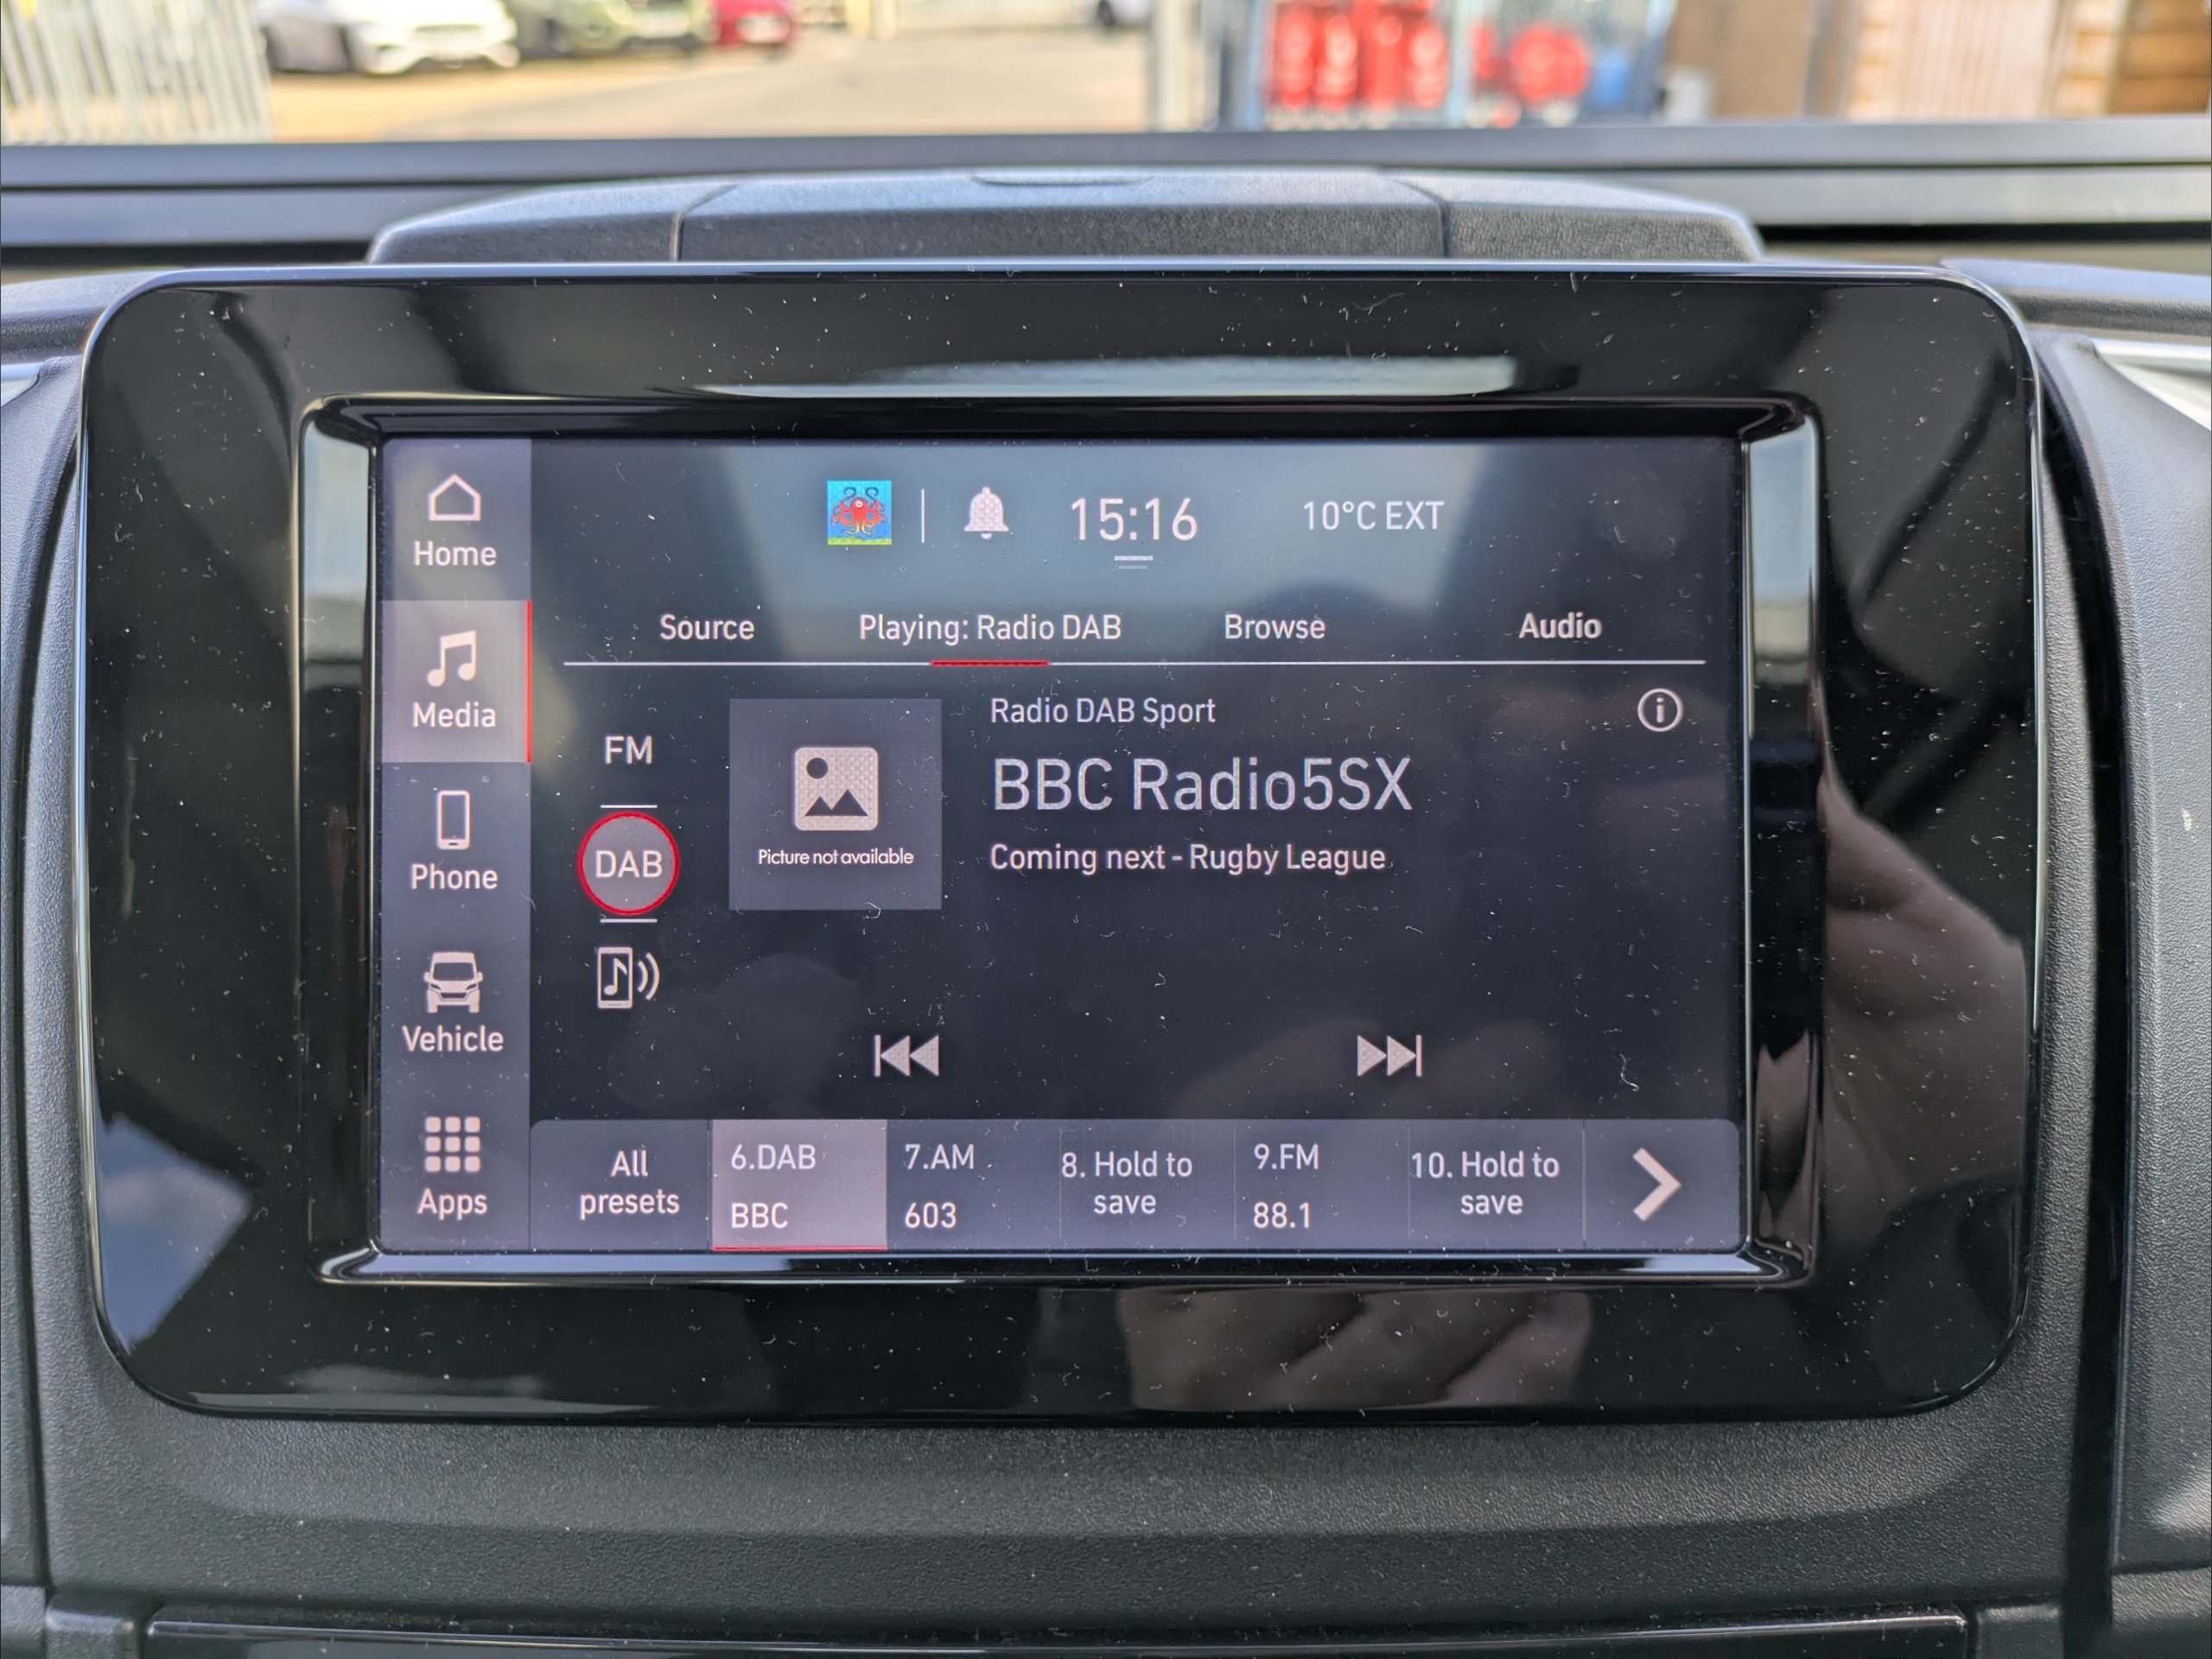 Home
15:16
10°C EXT
Source
Playing: Radio DAB
Browse
Audio
Media
FM
DAB
Picture not available
Radio DAB Sport
BBC Radio5SX
Coming next - Rugby League
Phone
Vehicle
Apps
All
presets
6.DAB
BBC
7.AM
603
8. Hold to
save
9.FM
88.1
10. Hold to
save